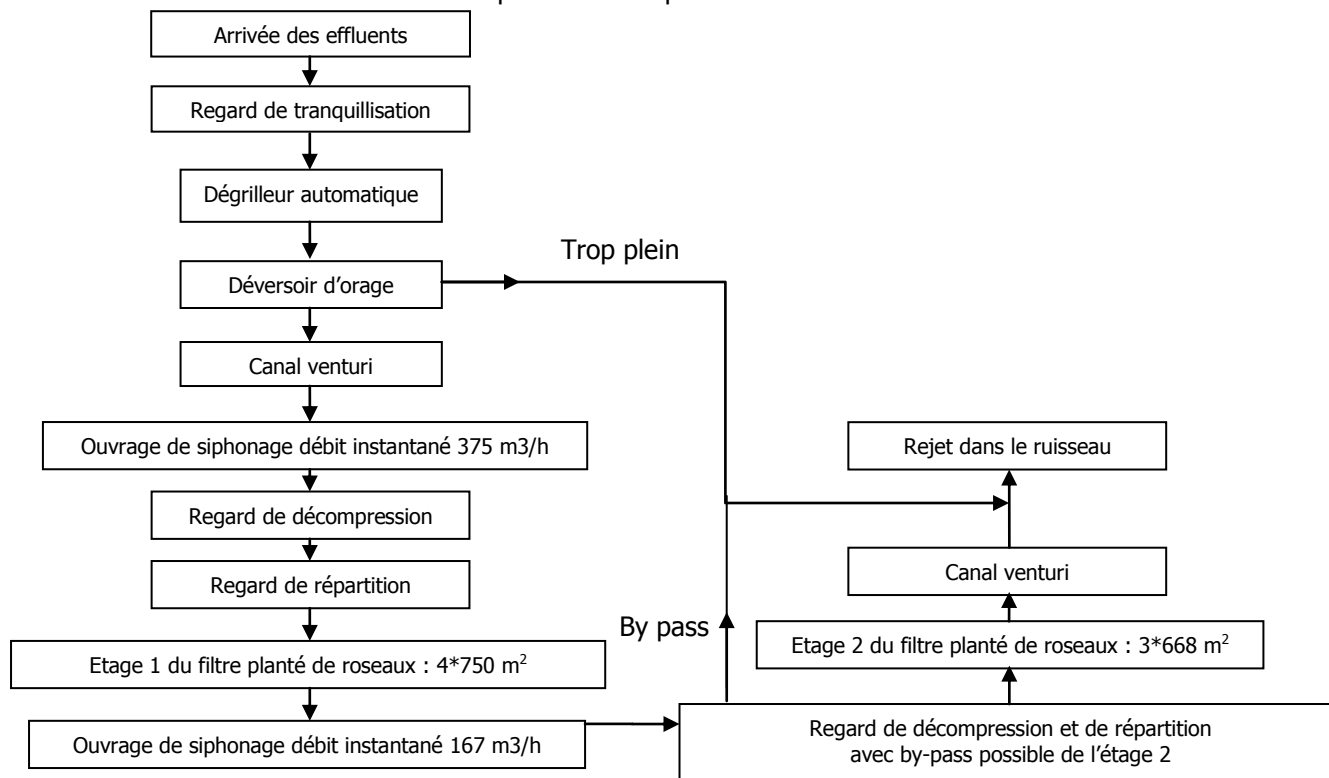 Arrivée des effluents
Regard de tranquillisation
Dégrilleur automatique
Trop plein
Déversoir d'orage
Canal venturi
Ouvrage de siphonage débit instantané 375 m3/h
Regard de décompression
Regard de répartition
Etage 1 du filtre planté de roseaux : 4*750 m²
Ouvrage de siphonage débit instantané 167 m3/h
By pass
Regard de décompression et de répartition
avec by-pass possible de l'étage 2
Etage 2 du filtre planté de roseaux : 3*668 m²
Canal venturi
Rejet dans le ruisseau